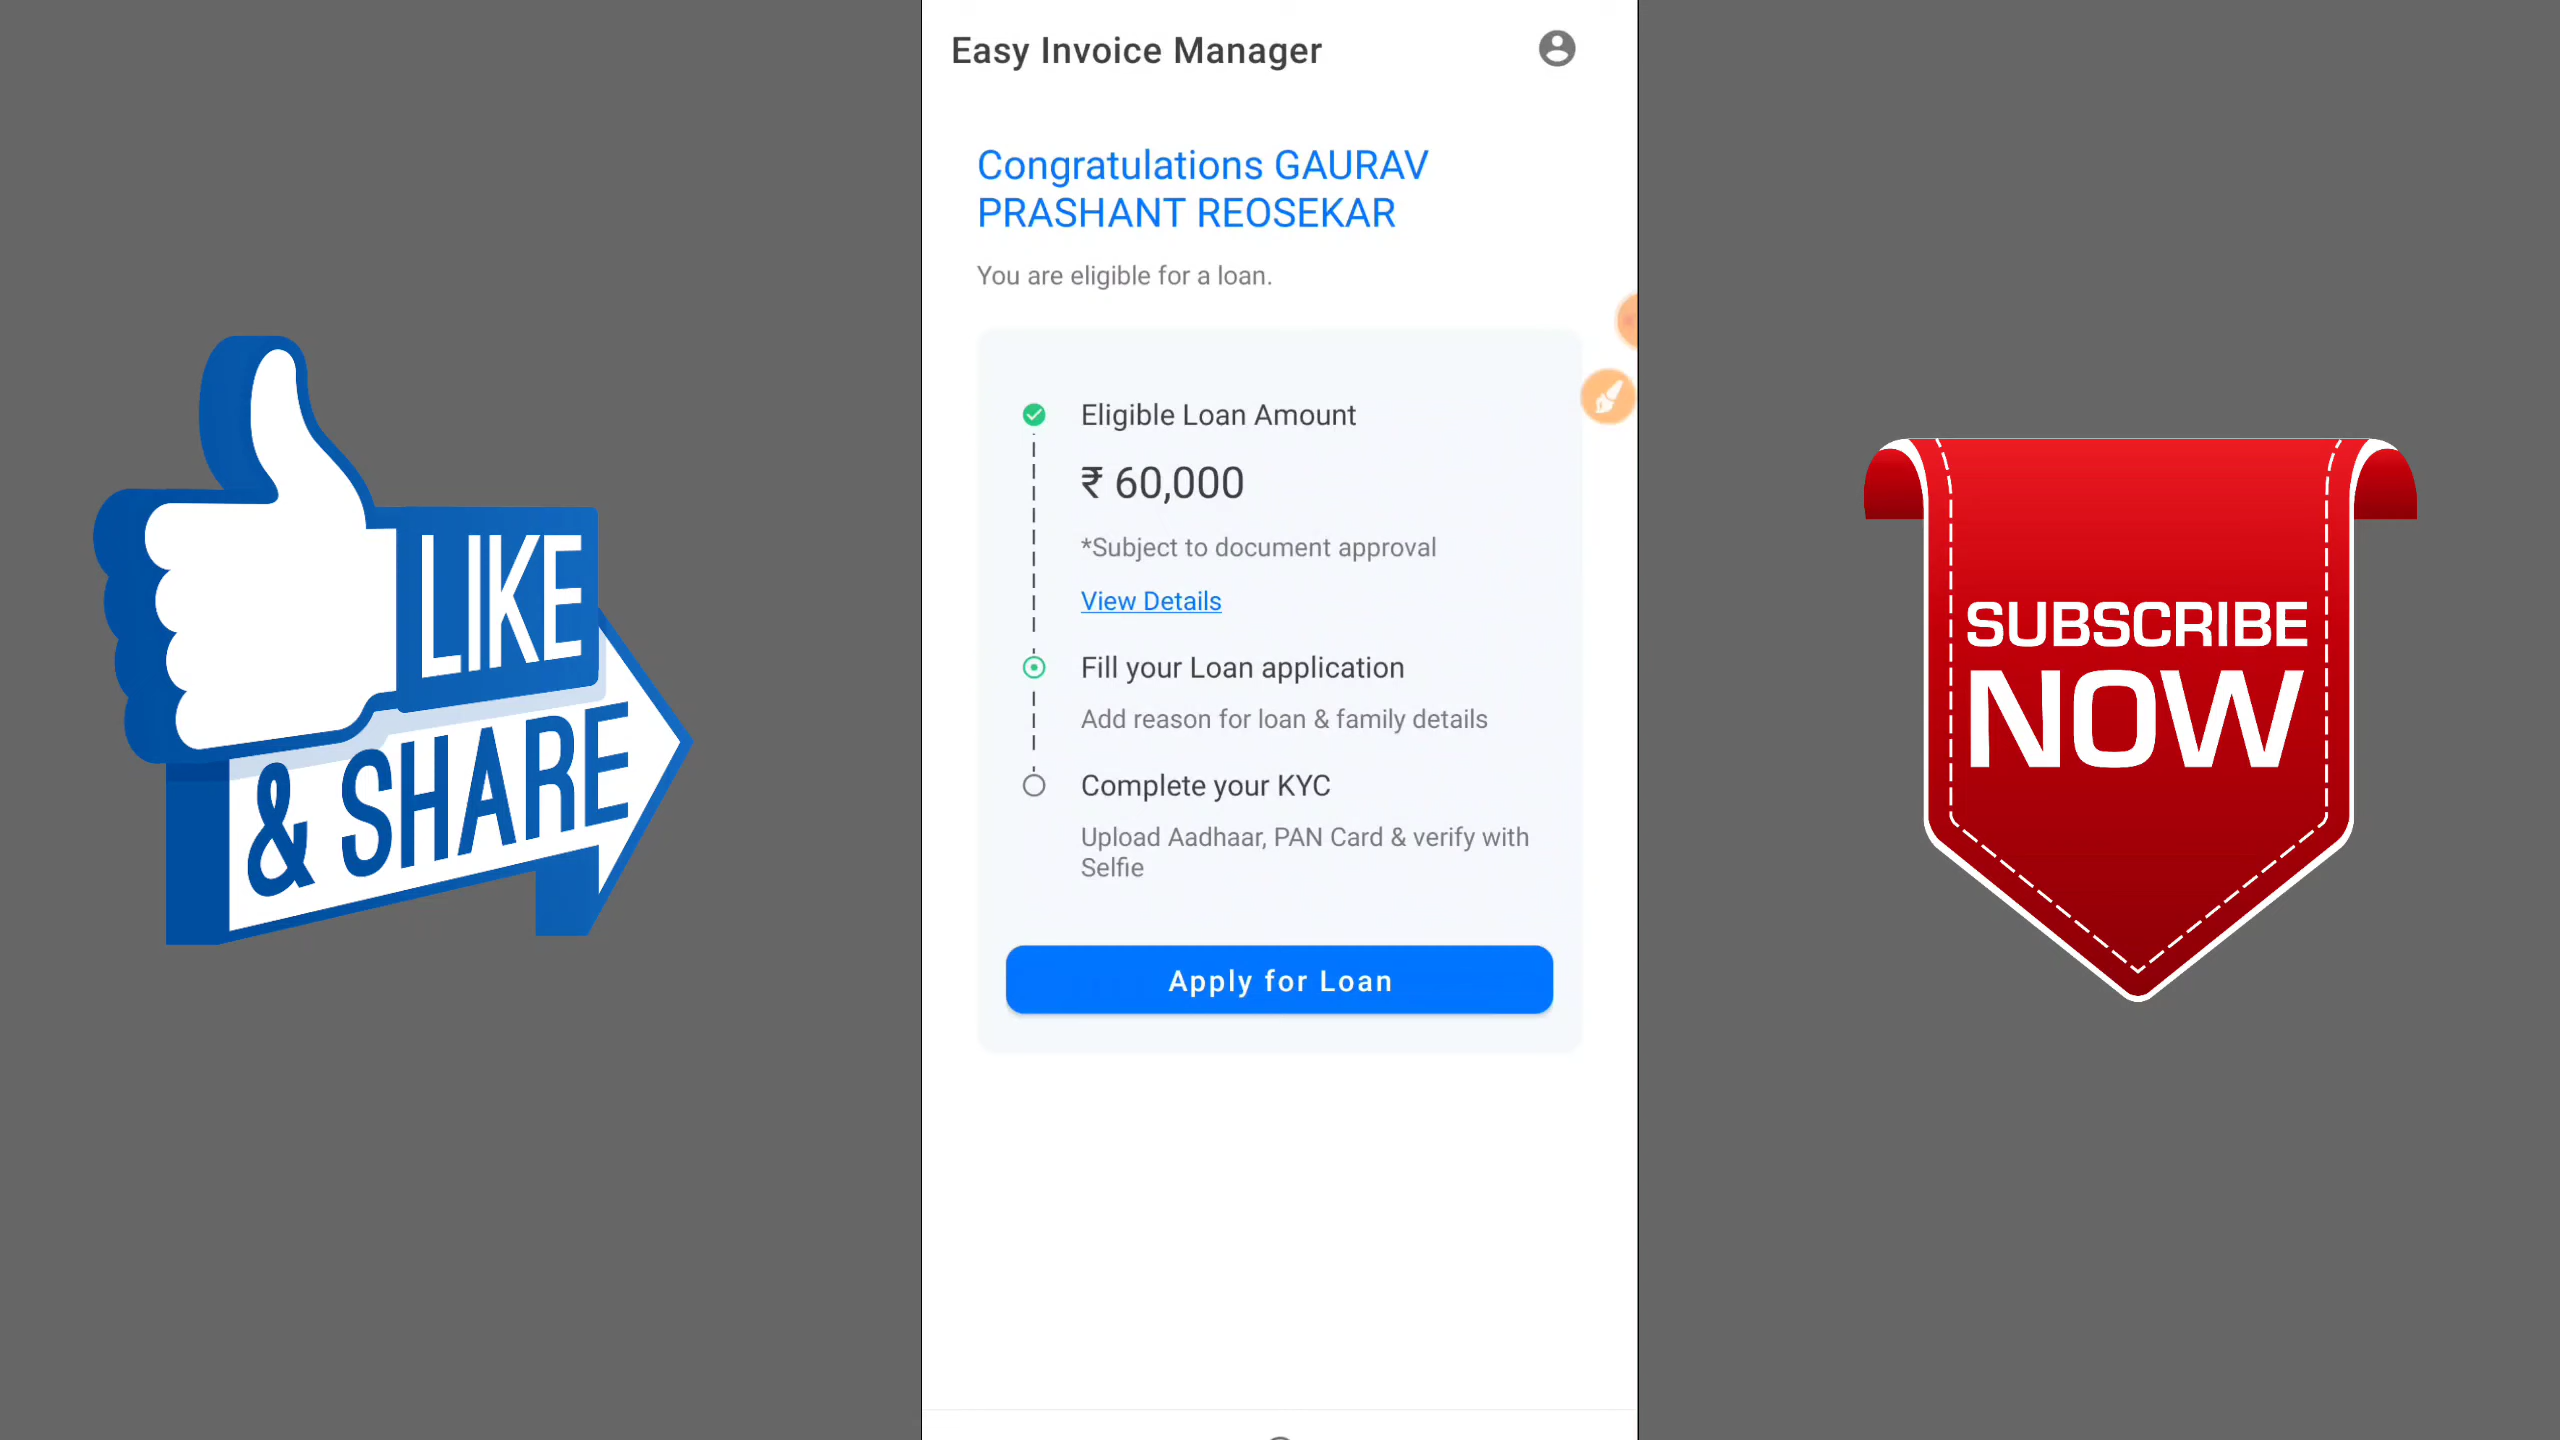 Easy Invoice Manager
Congratulations GAURAV
PRASHANT REOSEKAR
You are eligible for a loan.
Eligible Loan Amount
₹ 60,000
*Subject to document approval
View Details
Fill your Loan application
Add reason for loan & family details
Complete your KYC
Upload Aadhaar, PAN Card & verify with
Selfie
Apply for Loan
LIKE
& SHARE
SUBSCRIBE
NOW